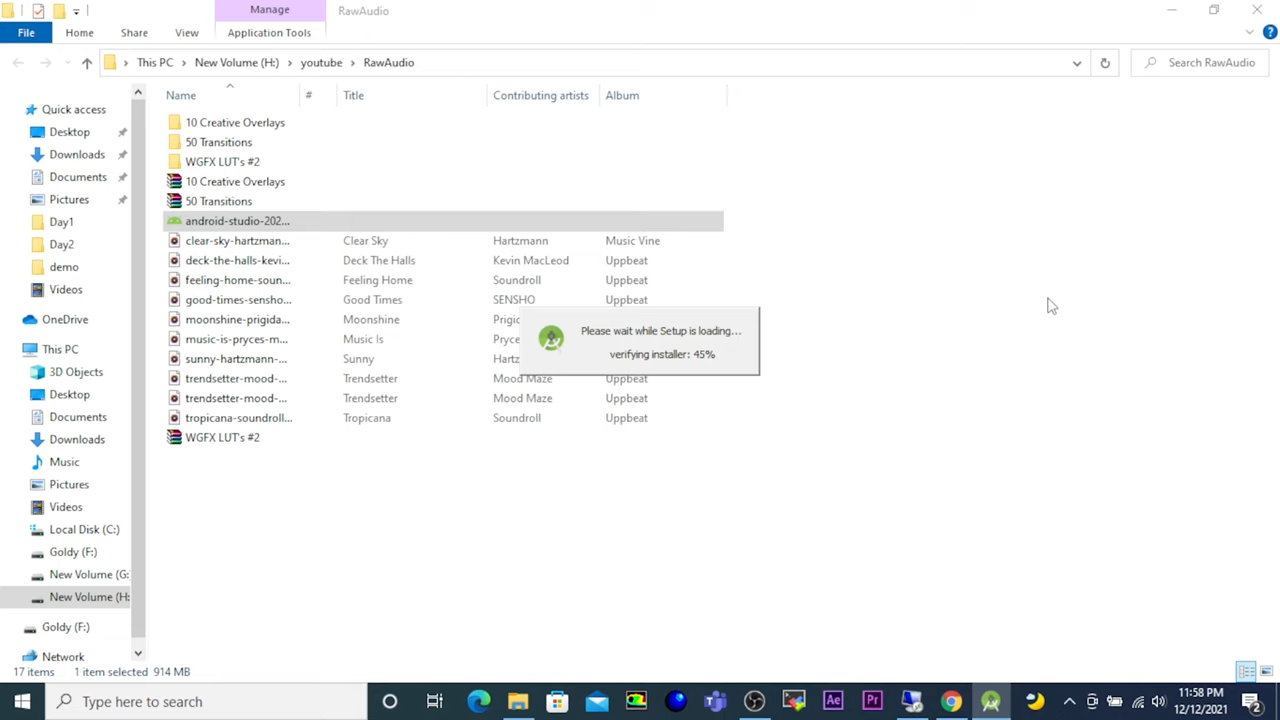 Manage
RawAudio
File
Home
Share
View
Application Tools
This PC
New Volume (H:)
youtube
RawAudio
Search RawAudio
Name
#
Title
Contributing artists
Album
Quick access
Desktop
Downloads
Documents
Pictures
Day1
Day2
demo
Videos
OneDrive
This PC
3D Objects
Desktop
Documents
Downloads
Music
Pictures
Videos
Local Disk (C:)
Goldy (F:)
New Volume (G:
New Volume (H:
Goldy (F:)
Network
10 Creative Overlays
50 Transitions
WGFX LUT's #2
10 Creative Overlays
50 Transitions
android-studio-202...
clear-sky-hartzman... Clear Sky Hartzmann Music Vine
deck-the-halls-kevi... Deck The Halls Kevin MacLeod Uppbeat
feeling-home-soun... Feeling Home Soundroll Uppbeat
good-times-sensho... Good Times SENSHO Uppbeat
moonshine-prigida... Moonshine Prigid
music-is-pryces-m... Music Is Pryce
sunny-hartzmann-... Sunny Hartz
trendsetter-mood-... Trendsetter Mood Maze Uppbeat
trendsetter-mood-... Trendsetter Mood Maze Uppbeat
tropicana-soundroll... Tropicana Soundroll Uppbeat
WGFX LUT's #2
Please wait while Setup is loading...
verifying installer: 45%
17 items
1 item selected 914 MB
Type here to search
Ae
Pr
11:58 PM
12/12/2021
2